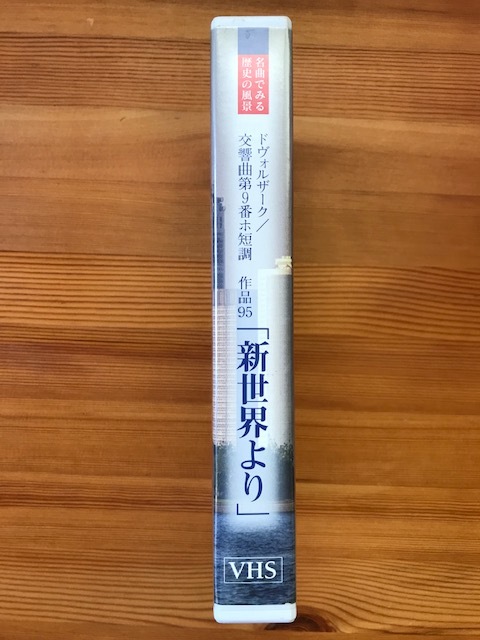 名曲でみる
歴史の風景
ドヴォルザーク／
交響曲第9番ホ短調 作品95
「新世界より」
VHS